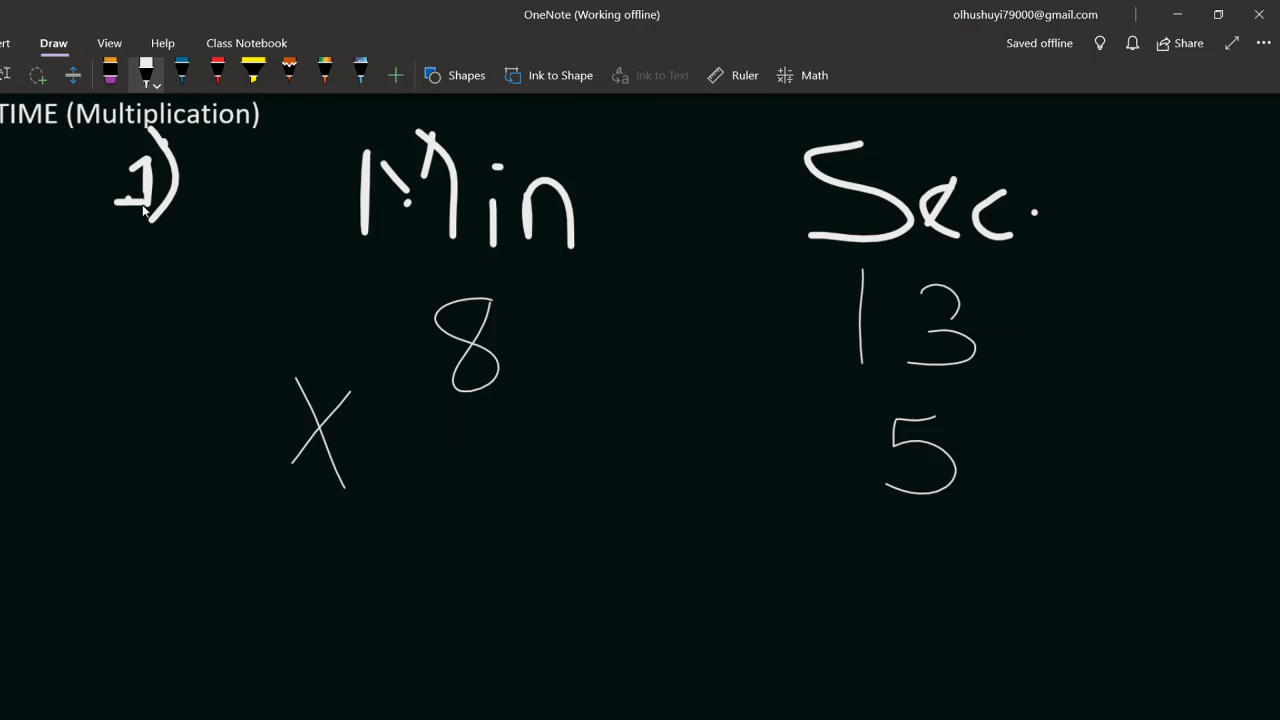 OneNote (Working offline) olhushuyi79000@gmail.com
rt Draw View Help Class Notebook Saved offline Share
T Shapes Ink to Shape Ink to Text Ruler Math
TIME (Multiplication)
1) Min Sec.
8 13
X 5